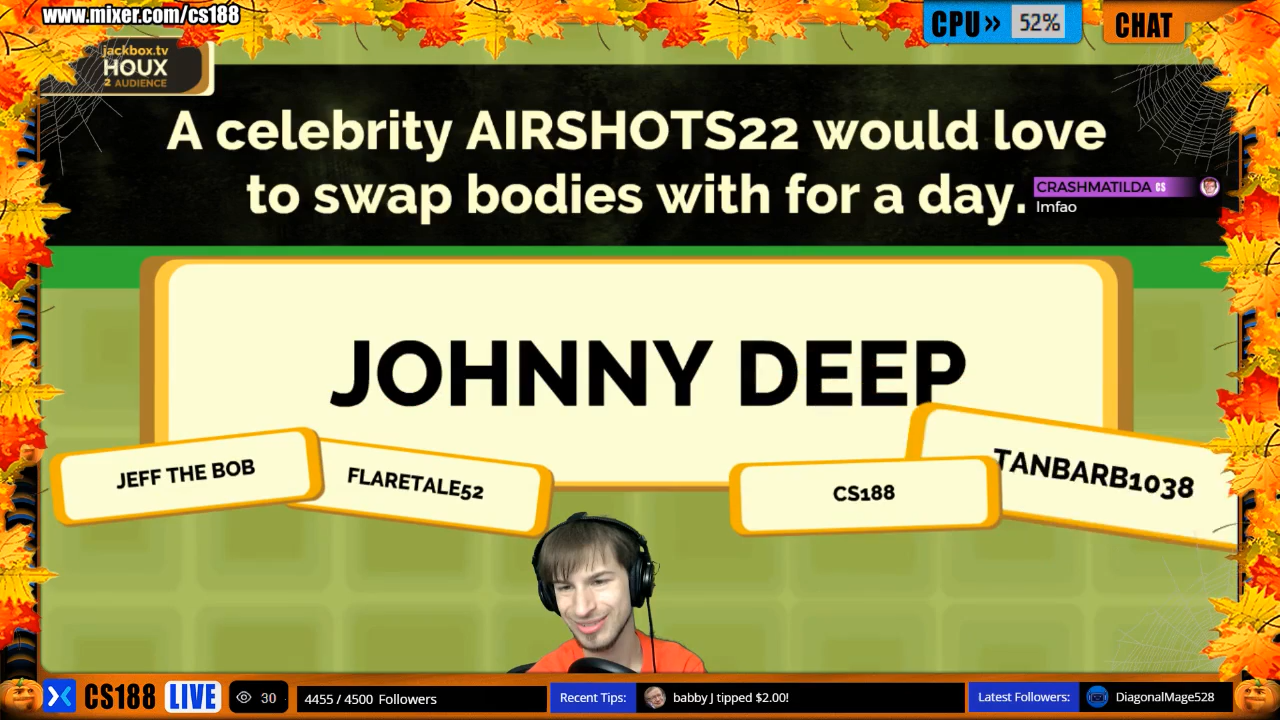 www.mixer.com/cs188
CPU» 52%
CHAT
jackbox.tv
HOUX
2 AUDIENCE
A celebrity AIRSHOTS22 would love
to swap bodies with for a day.
CRASHMATILDA CS
lmfao
JOHNNY DEEP
JEFF THE BOB
FLARETALE52
CS188
TANBARB1038
CS188 LIVE
30
4455 / 4500 Followers
Recent Tips:
babby J tipped $2.00!
Latest Followers:
DiagonalMage528